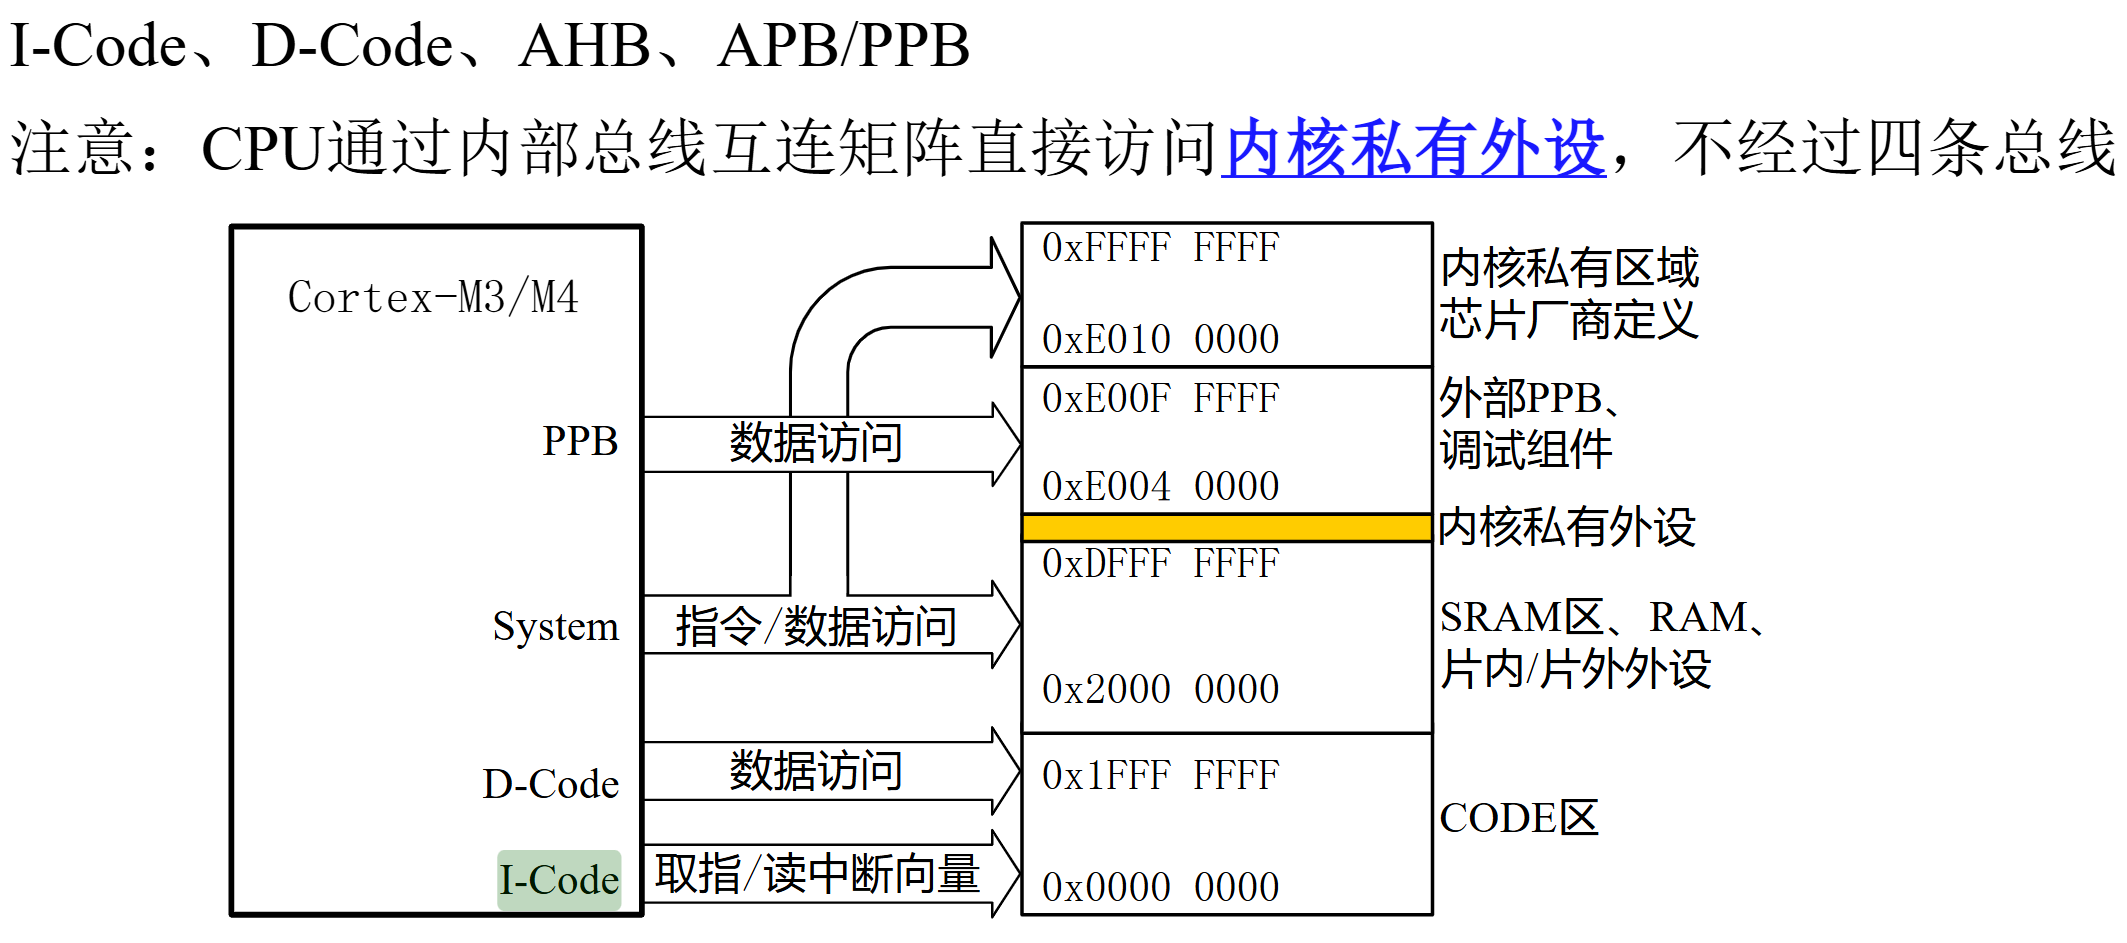 I-Code、D-Code、AHB、APB/PPB
注意：CPU通过内部总线互连矩阵直接访问内核私有外设，不经过四条总线
Cortex-M3/M4
PPB
System
D-Code
I-Code
数据访问
指令/数据访问
数据访问
取指/读中断向量
0xFFFF FFFF
0xE010 0000
0xE00F FFFF
0xE004 0000
0xDFFF FFFF
0x2000 0000
0x1FFF FFFF
0x0000 0000
内核私有区域
芯片厂商定义
外部PPB、
调试组件
内核私有外设
SRAM区、RAM、
片内/片外外设
CODE区